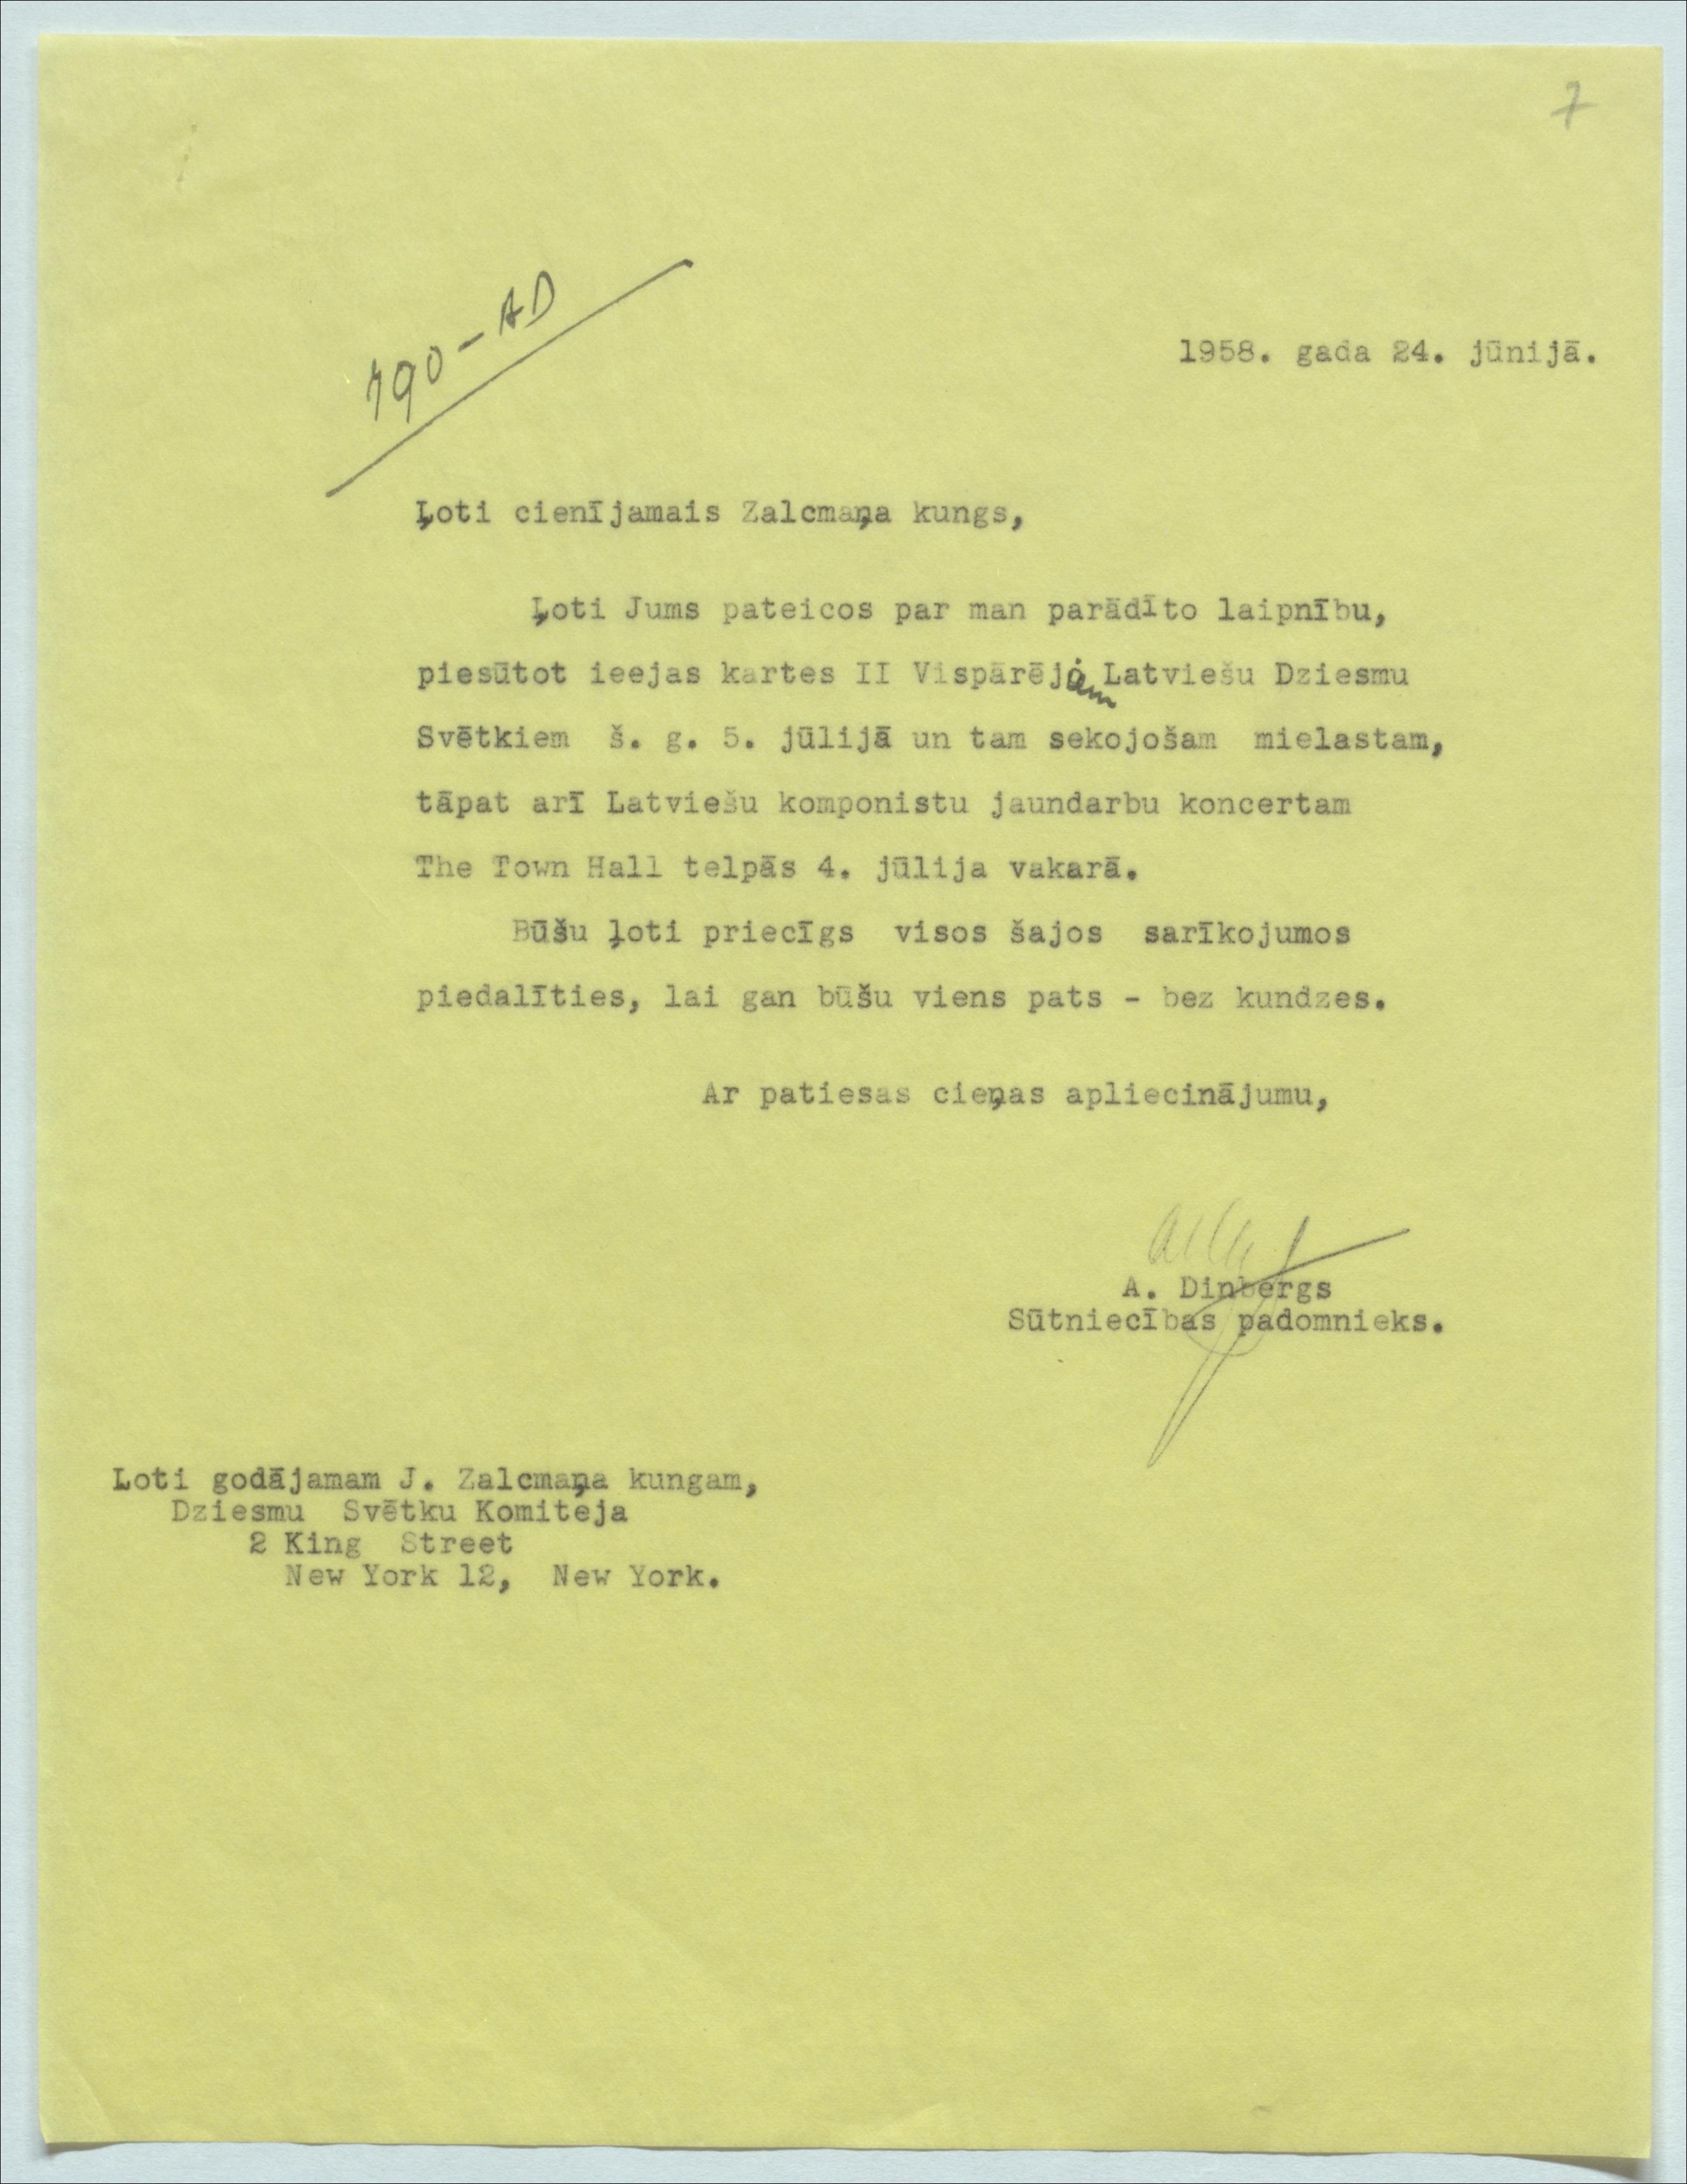 7
790-AD
1958. gada 24. jūnijā.
Ļoti cienījamais Zalcmaņa kungs,
Ļoti Jums pateicos par man parādīto laipnību,
piesūtot ieejas kartes II Vispārējiem Latviešu Dziesmu
Svētkiem š. g. 5. jūlijā un tam sekojošam mielastam,
tāpat arī Latviešu komponistu jaundarbu koncertam
The Town Hall telpās 4. jūlija vakarā.
Būšu ļoti priecīgs visos šajos sarīkojumos
piedalīties, lai gan būšu viens pats - bez kundzes.
Ar patiesas cieņas apliecinājumu,
A. Dinbergs
Sūtniecības padomnieks.
Ļoti godājamam J. Zalcmaņa kungam,
Dziesmu Svētku Komiteja
2 King Street
New York 12, New York.